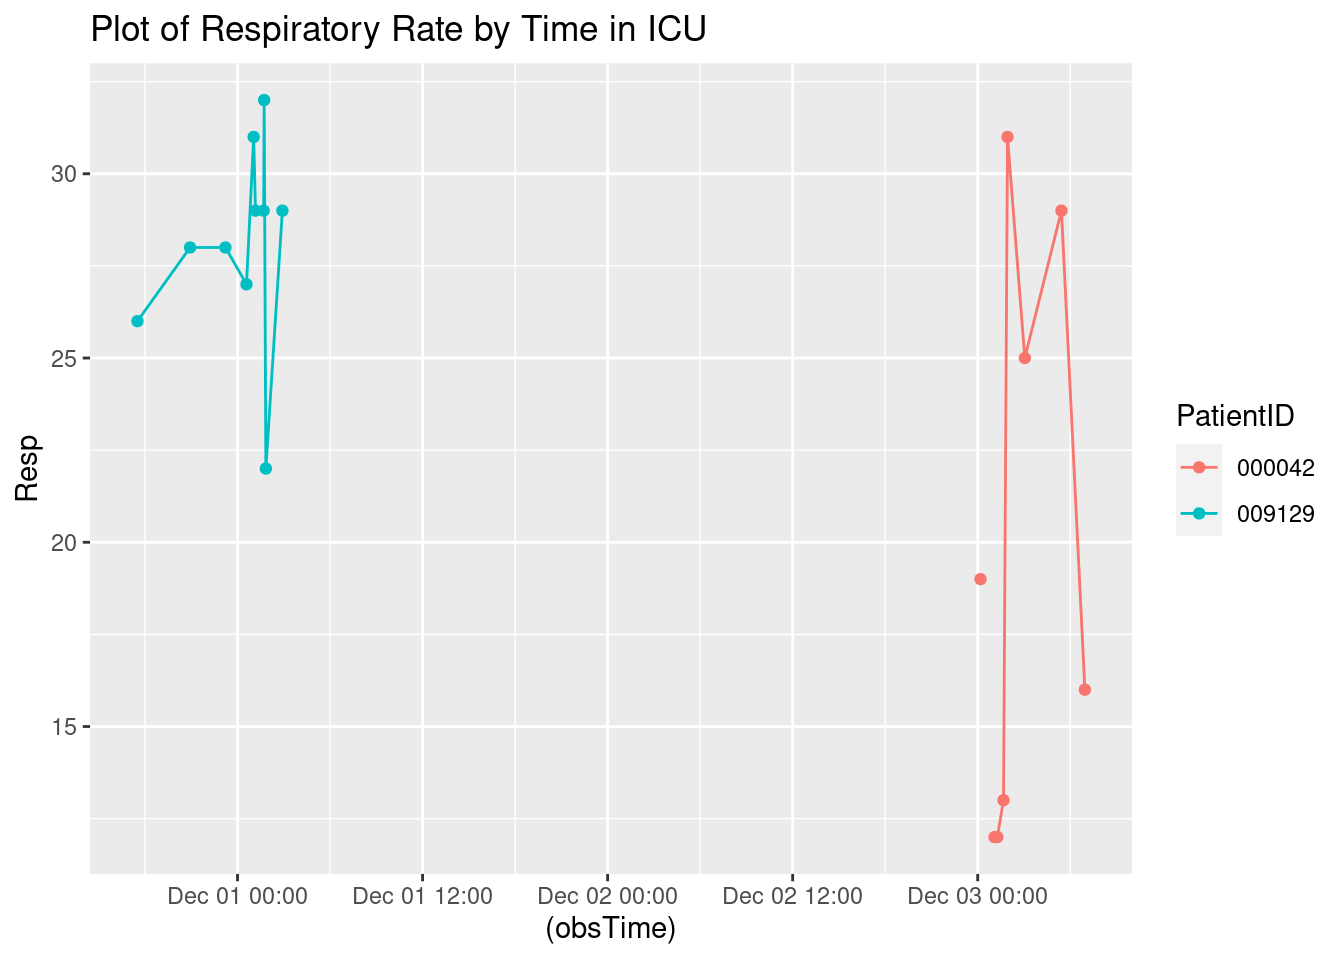 Plot of Respiratory Rate by Time in ICU
30
25
20
15
Resp
Dec 01 00:00 Dec 01 12:00 Dec 02 00:00 Dec 02 12:00 Dec 03 00:00
(obsTime)
PatientID
000042
009129